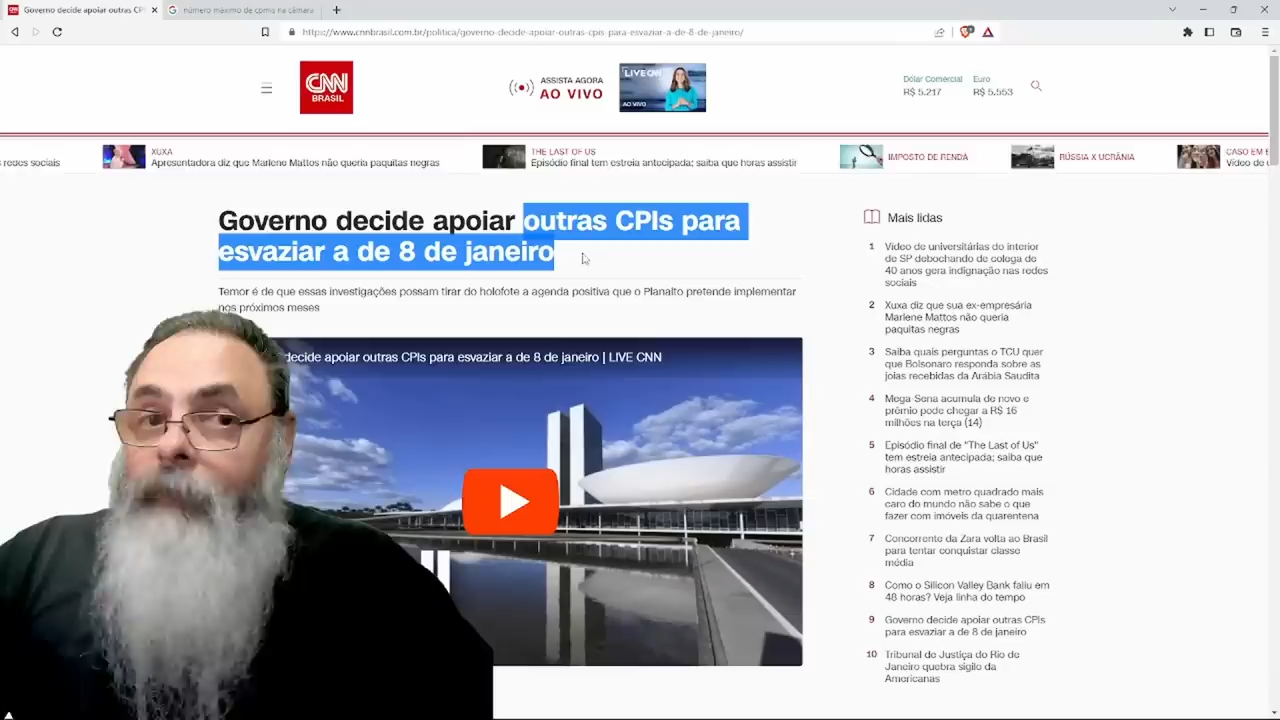 Governo decide apoiar outras CPI
número máximo de cpmis na câmara
https://www.cnnbrasil.com.br/politica/governo-decide-apoiar-outras-cpis-para-esvaziar-a-de-8-de-janeiro/
CNN
BRASIL
ASSISTA AGORA
AO VIVO
LIVE CNN
AO VIVO
Dólar Comercial
R$ 5.217
Euro
R$ 5.553
redes sociais
XUXA
Apresentadora diz que Marlene Mattos não queria paquitas negras
THE LAST OF US
Episódio final tem estreia antecipada; saiba que horas assistir
IMPOSTO DE RENDA
RÚSSIA X UCRÂNIA
CASO EM
Vídeo de
Governo decide apoiar outras CPIs para
esvaziar a de 8 de janeiro
Temor é de que essas investigações possam tirar do holofote a agenda positiva que o Planalto pretende implementar
nos próximos meses
decide apoiar outras CPIs para esvaziar a de 8 de janeiro | LIVE CNN
Mais lidas
1 Vídeo de universitárias do interior
de SP debochando de colega de
40 anos gera indignação nas redes
sociais
2 Xuxa diz que sua ex-empresária
Marlene Mattos não queria
paquitas negras
3 Saiba quais perguntas o TCU quer
que Bolsonaro responda sobre as
joias recebidas da Arábia Saudita
4 Mega-Sena acumula de novo e
prêmio pode chegar a R$ 16
milhões na terça (14)
5 Episódio final de "The Last of Us"
tem estreia antecipada; saiba que
horas assistir
6 Cidade com metro quadrado mais
caro do mundo não sabe o que
fazer com imóveis da quarentena
7 Concorrente da Zara volta ao Brasil
para tentar conquistar classe
média
8 Como o Silicon Valley Bank faliu em
48 horas? Veja linha do tempo
9 Governo decide apoiar outras CPIs
para esvaziar a de 8 de janeiro
10 Tribunal de Justiça do Rio de
Janeiro quebra sigilo da
Americanas